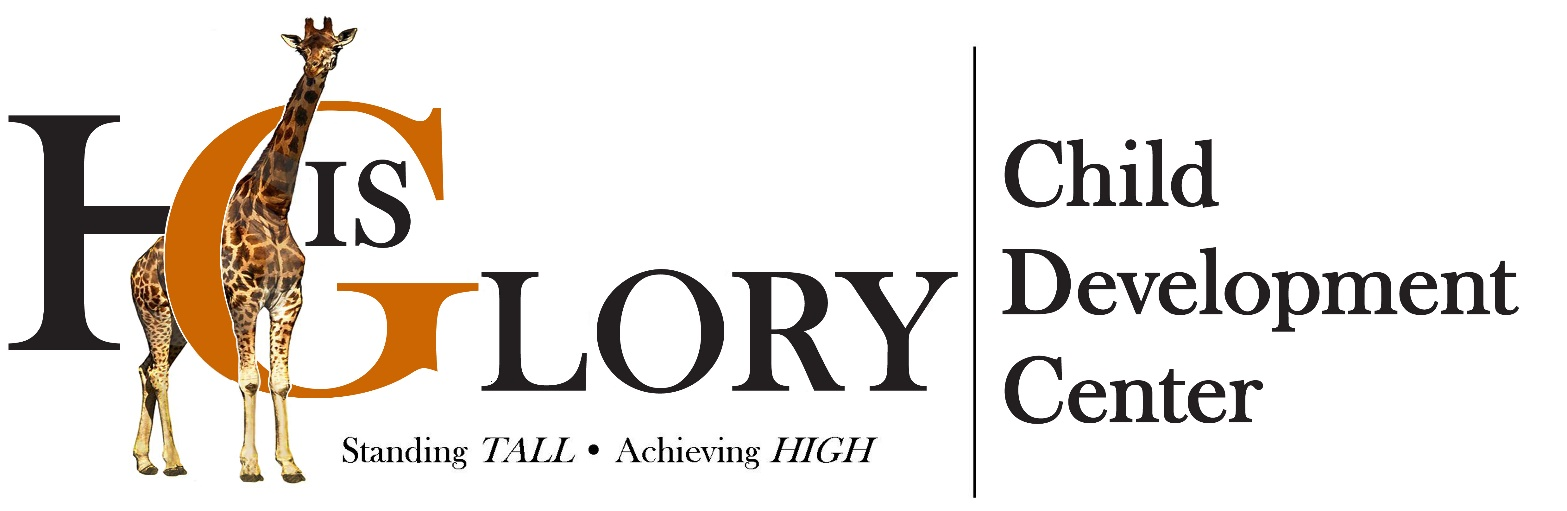 HIS
GLORY
Standing TALL • Achieving HIGH
Child
Development
Center